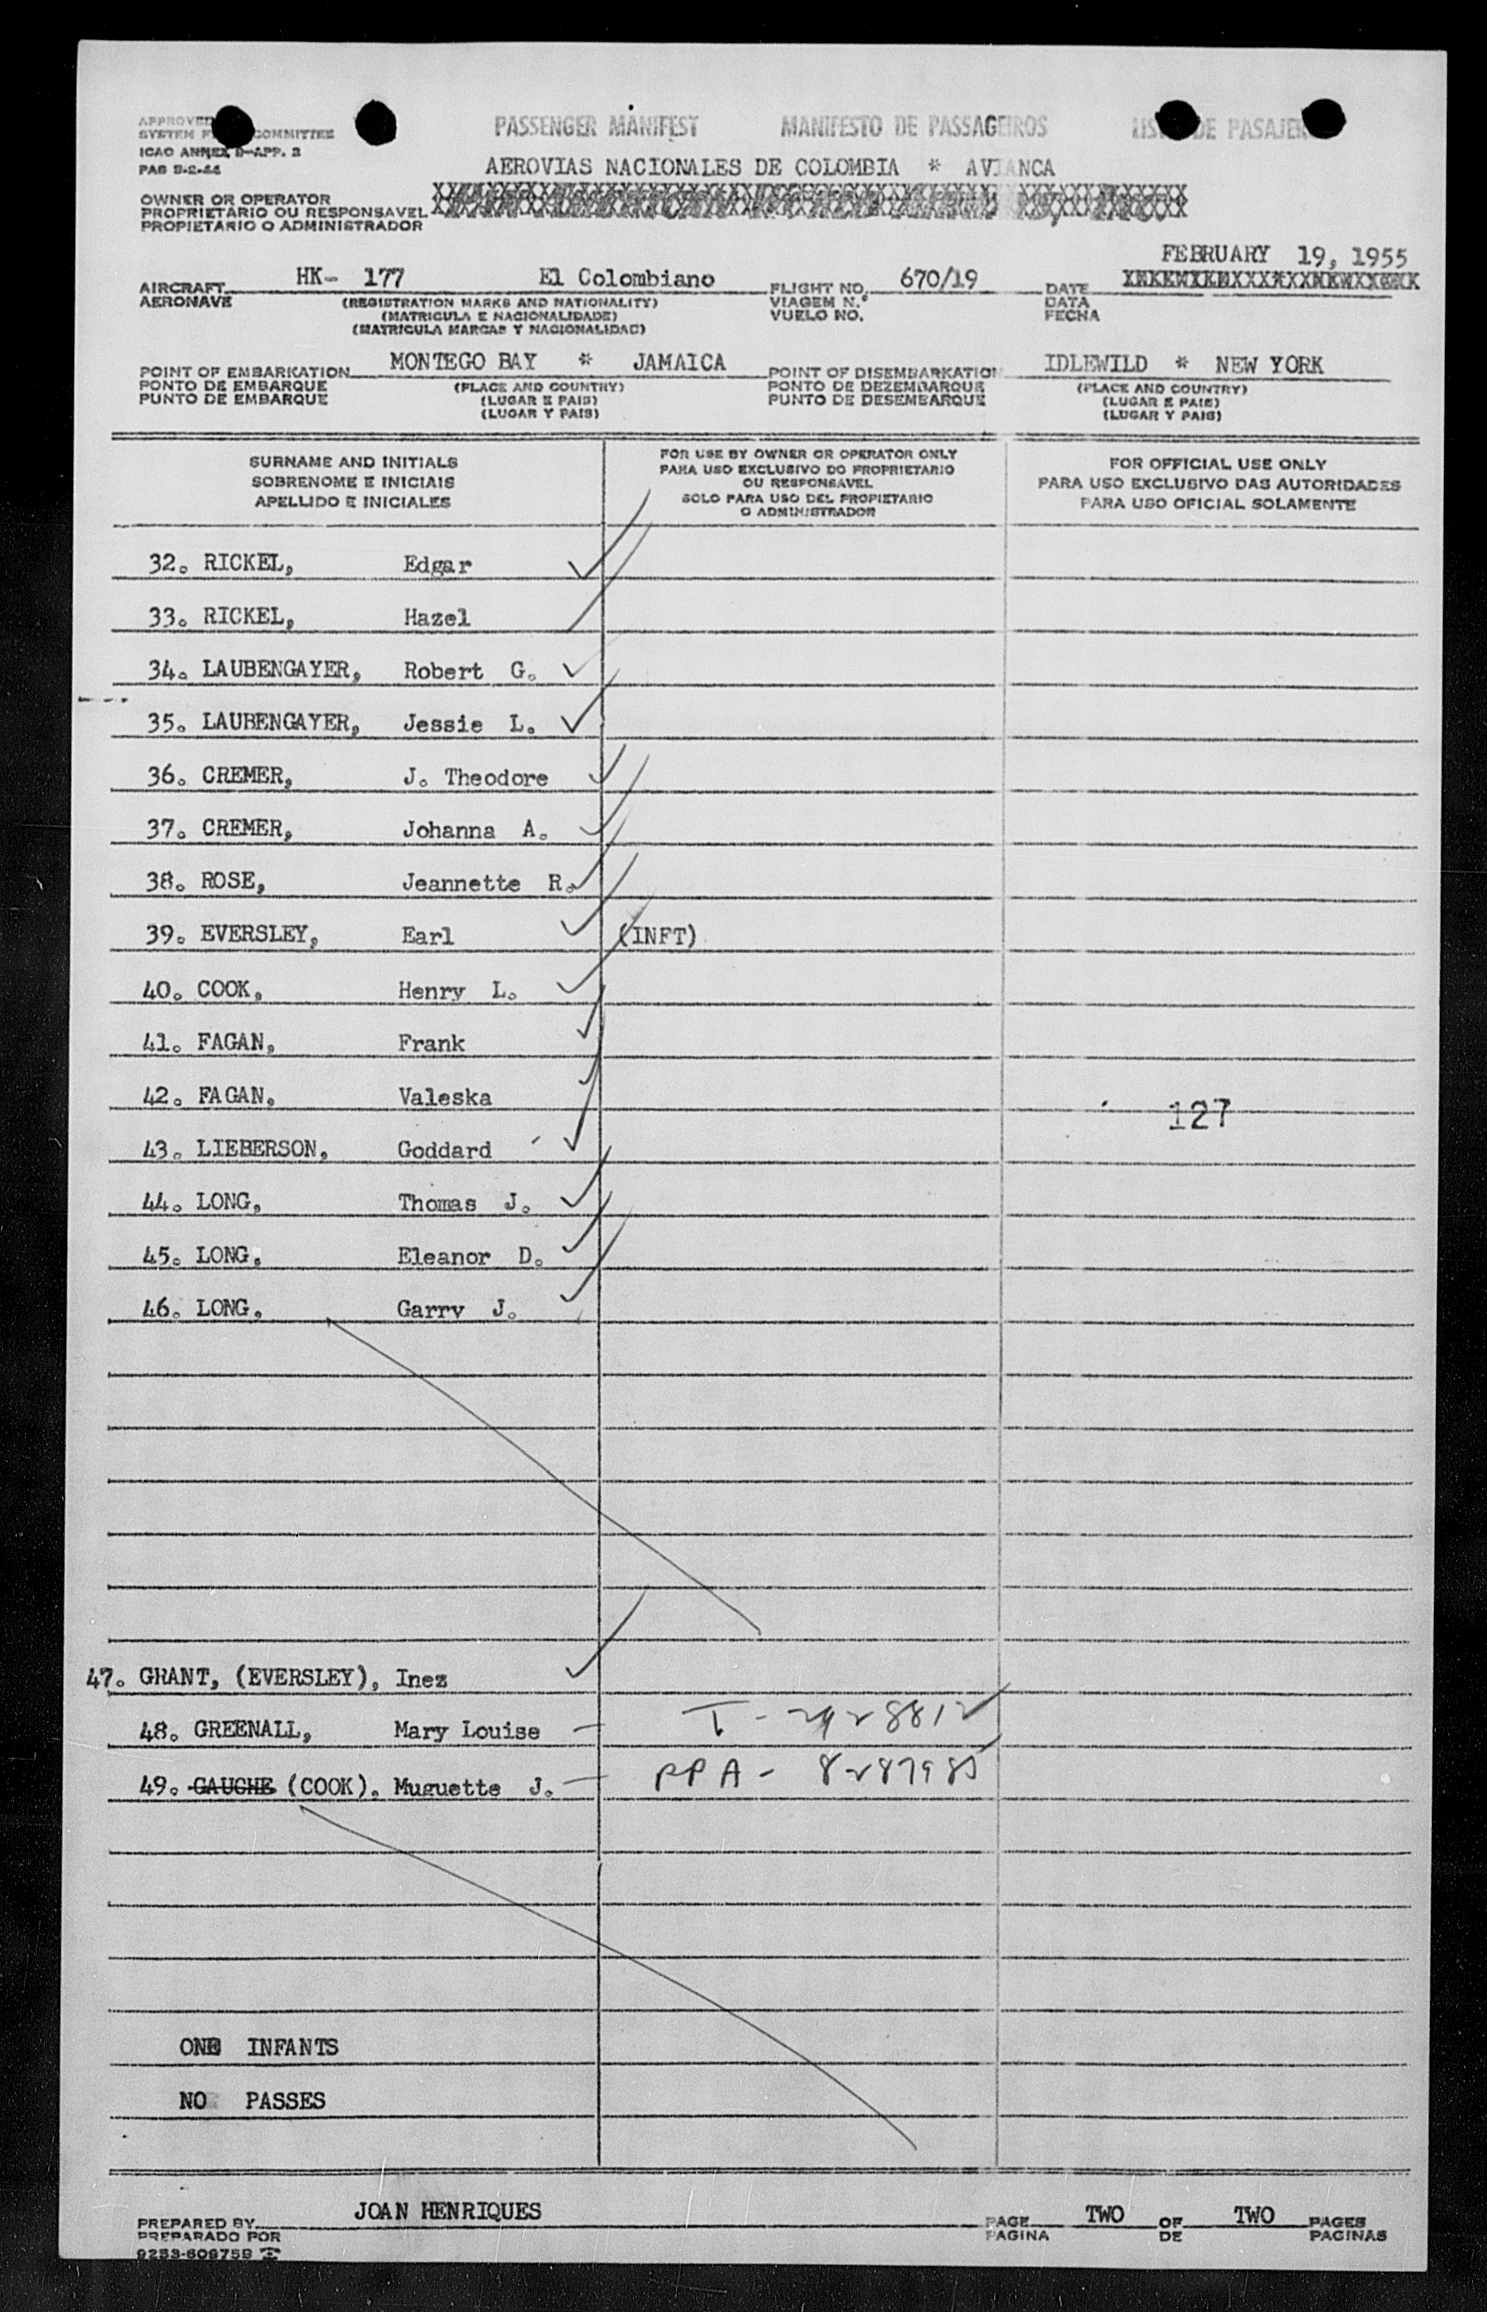 PASSENGER MANIFEST MANIFESTO DE PASSAGEIROS DE PASAJER
APPROVED
SYSTEM COMMITTEE
ICAO ANNEX 9-APP. 2
PAS
AEROVIAS NACIONALES DE COLOMBIA * AVIANCA
OWNER OR OPERATOR
PROPRIETARIO OU RESPONSAVEL
PROPIETARIO O ADMINISTRADOR
FEBRUARY 19, 1955
AIRCRAFT HK- 177 El Colombiano FLIGHT NO. 670/19 DATE
AERONAVE (REGISTRATION MARKS AND NATIONALITY) VIAGEM N.º DATA
(MATRICULA E NACIONALIDADE) VUELO NO. FECHA
(MATRICULA MARCAS Y NACIONALIDAD)
POINT OF EMBARKATION MONTEGO BAY * JAMAICA POINT OF DISEMBARKATION IDLEWILD * NEW YORK
PONTO DE EMBARQUE (PLACE AND COUNTRY) PONTO DE DEZEMBARQUE (PLACE AND COUNTRY)
PUNTO DE EMBARQUE (LUGAR E PAIS) PUNTO DE DESEMBARQUE (LUGAR E PAIS)
(LUGAR Y PAIS) (LUGAR Y PAIS)
SURNAME AND INITIALS
SOBRENOME E INICIAIS
APELLIDO E INICIALES
FOR USE BY OWNER OR OPERATOR ONLY
PARA USO EXCLUSIVO DO PROPRIETARIO
OU RESPONSAVEL
SOLO PARA USO DEL PROPIETARIO
O ADMINISTRADOR
FOR OFFICIAL USE ONLY
PARA USO EXCLUSIVO DAS AUTORIDADES
PARA USO OFICIAL SOLAMENTE
32. RICKEL, Edgar
33. RICKEL, Hazel
34. LAUBENGAYER, Robert G.
35. LAUBENGAYER, Jessie L.
36. CREMER, J. Theodore
37. CREMER, Johanna A.
38. ROSE, Jeannette R.
39. EVERSLEY, Earl (INFT)
40. COOK, Henry L.
41. FAGAN, Frank
42. FAGAN, Valeska
127
43. LIEBERSON, Goddard
44. LONG, Thomas J.
45. LONG, Eleanor D.
46. LONG, Garry J.
47. GRANT, (EVERSLEY), Inez
48. GREENALL, Mary Louise
49. GAUCHE (COOK), Muguette J. PPA - 8287985
ONE INFANTS
NO PASSES
PREPARED BY JOAN HENRIQUES PAGE TWO OF TWO PAGES
PREPARADO POR PAGINA DE PAGINAS
9253-609759